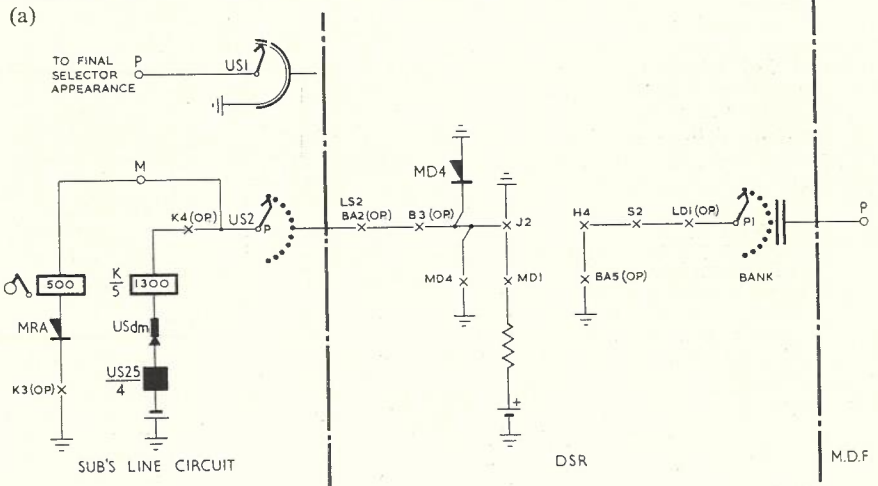 (a)
TO FINAL
SELECTOR
APPEARANCE
P
US1
M
K4(OP)
US2
P
LS2
BA2(OP)
B3(OP)
MD4
J2
H4
S2
LD1(OP)
P1
BANK
P
500
K
5
1300
MRA
USdm
K3(OP)
US25
4
MD4
MD1
BA5(OP)
+
SUB'S LINE CIRCUIT
DSR
M.D.F